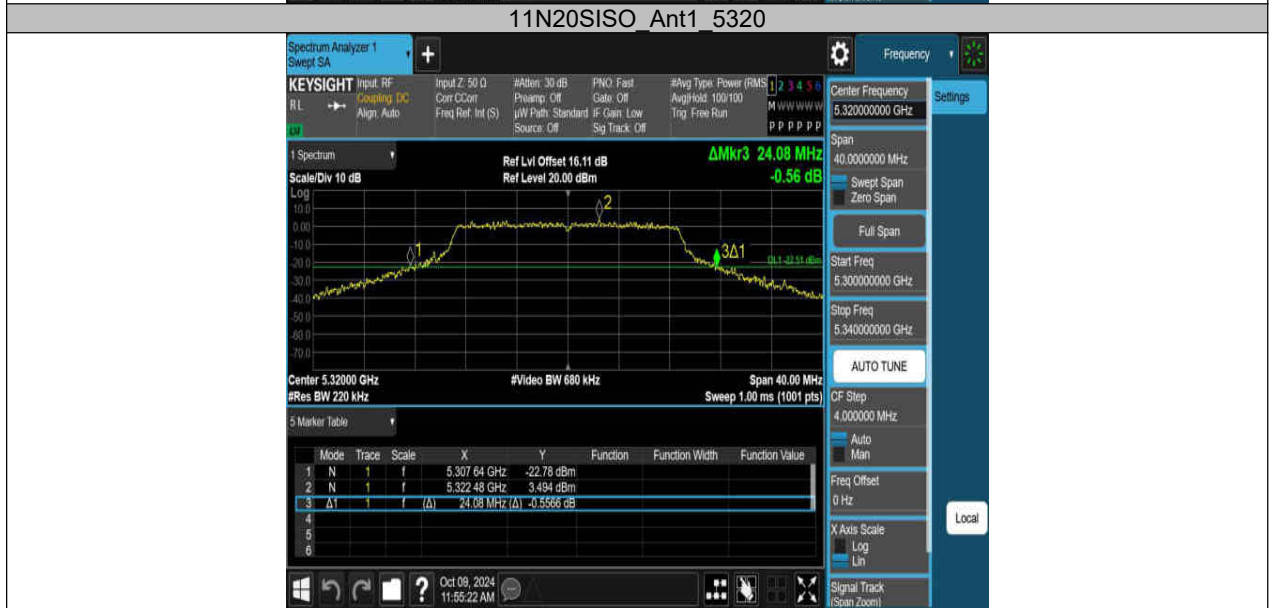 11N20SISO_Ant1_5320
Spectrum Analyzer 1
Swept SA
Frequency
KEYSIGHT
RL
LM
Input: RF
Coupling: DC
Align: Auto
Input Z: 50 Ω
Corr CCorr
Freq Ref: Int (S)
#Atten: 30 dB
Preamp: Off
µW Path: Standard
Source: Off
PNO: Fast
Gate: Off
IF Gain: Low
Sig Track: Off
#Avg Type: Power (RMS
Avg|Hold: 100/100
Trig: Free Run
1 2 3 4 5 6
M W W W W W
P P P P P P
1 Spectrum
Scale/Div 10 dB
Ref Lvl Offset 16.11 dB
Ref Level 20.00 dBm
ΔMkr3 24.08 MHz
-0.56 dB
Log
10.0
0.00
-10.0
-20.0
-30.0
-40.0
-50.0
-60.0
-70.0
1
2
3Δ1
DL1 -22.51 dBm
Center 5.32000 GHz
#Video BW 680 kHz
Span 40.00 MHz
#Res BW 220 kHz
Sweep 1.00 ms (1001 pts)
5 Marker Table
Mode Trace Scale X Y Function Function Width Function Value
1 N 1 f 5.307 64 GHz -22.78 dBm
2 N 1 f 5.322 48 GHz 3.494 dBm
3 Δ1 1 f (Δ) 24.08 MHz (Δ) -0.5566 dB
4
5
6
Oct 09, 2024
11:55:22 AM
Center Frequency
5.320000000 GHz
Settings
Span
40.0000000 MHz
Swept Span
Zero Span
Full Span
Start Freq
5.300000000 GHz
Stop Freq
5.340000000 GHz
AUTO TUNE
CF Step
4.000000 MHz
Auto
Man
Freq Offset
0 Hz
X Axis Scale
Log
Lin
Local
Signal Track
(Span Zoom)